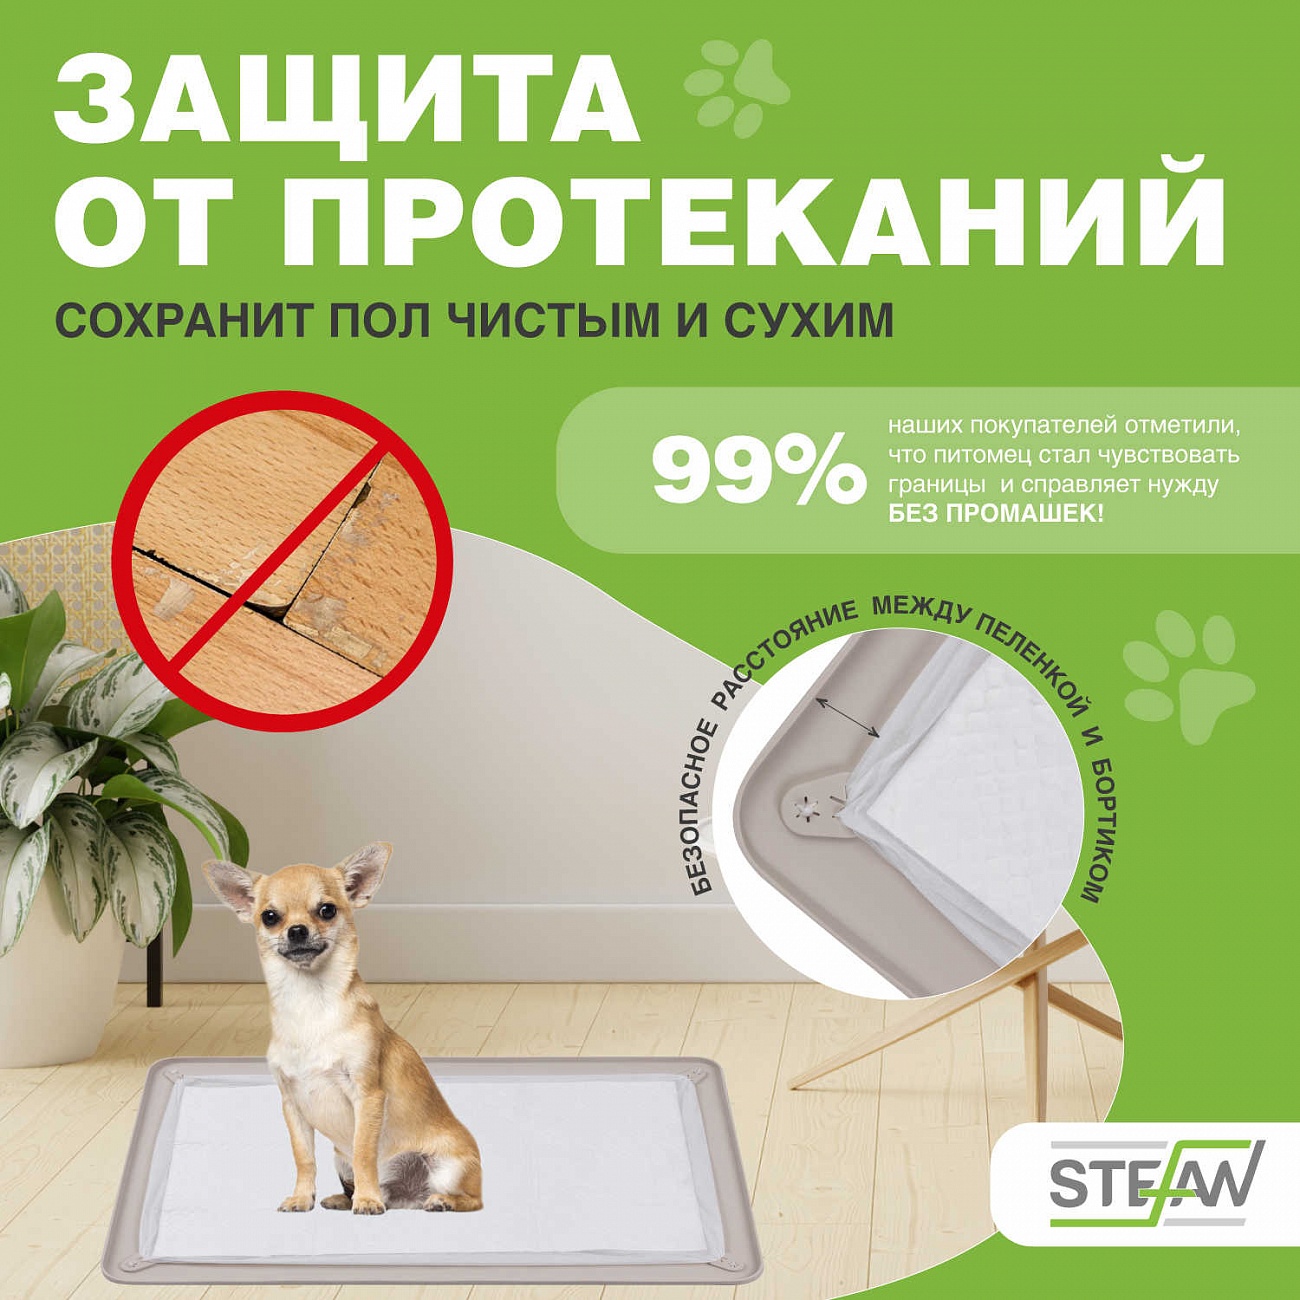 ЗАЩИТА
ОТ ПРОТЕКАНИЙ
СОХРАНИТ ПОЛ ЧИСТЫМ И СУХИМ
99%
наших покупателей отметили,
что питомец стал чувствовать
границы и справляет нужду
БЕЗ ПРОМАШЕК!
БЕЗОПАСНОЕ РАССТОЯНИЕ МЕЖДУ ПЕЛЕНКОЙ И БОРТИКОМ
STEFAN